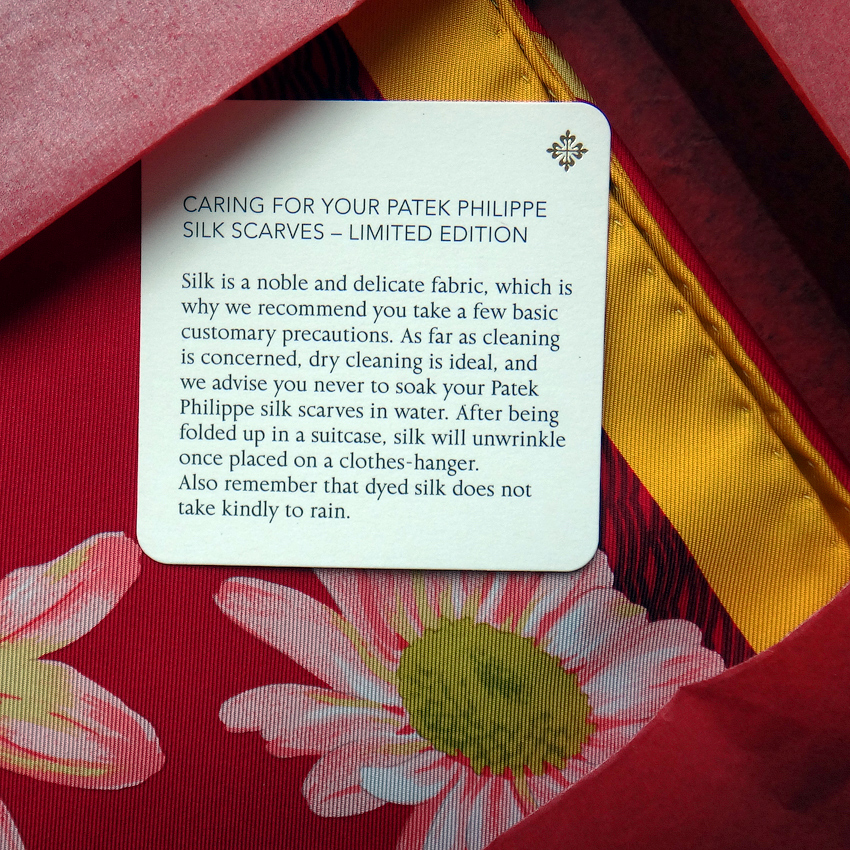 CARING FOR YOUR PATEK PHILIPPE
SILK SCARVES – LIMITED EDITION
Silk is a noble and delicate fabric, which is
why we recommend you take a few basic
customary precautions. As far as cleaning
is concerned, dry cleaning is ideal, and
we advise you never to soak your Patek
Philippe silk scarves in water. After being
folded up in a suitcase, silk will unwrinkle
once placed on a clothes-hanger.
Also remember that dyed silk does not
take kindly to rain.